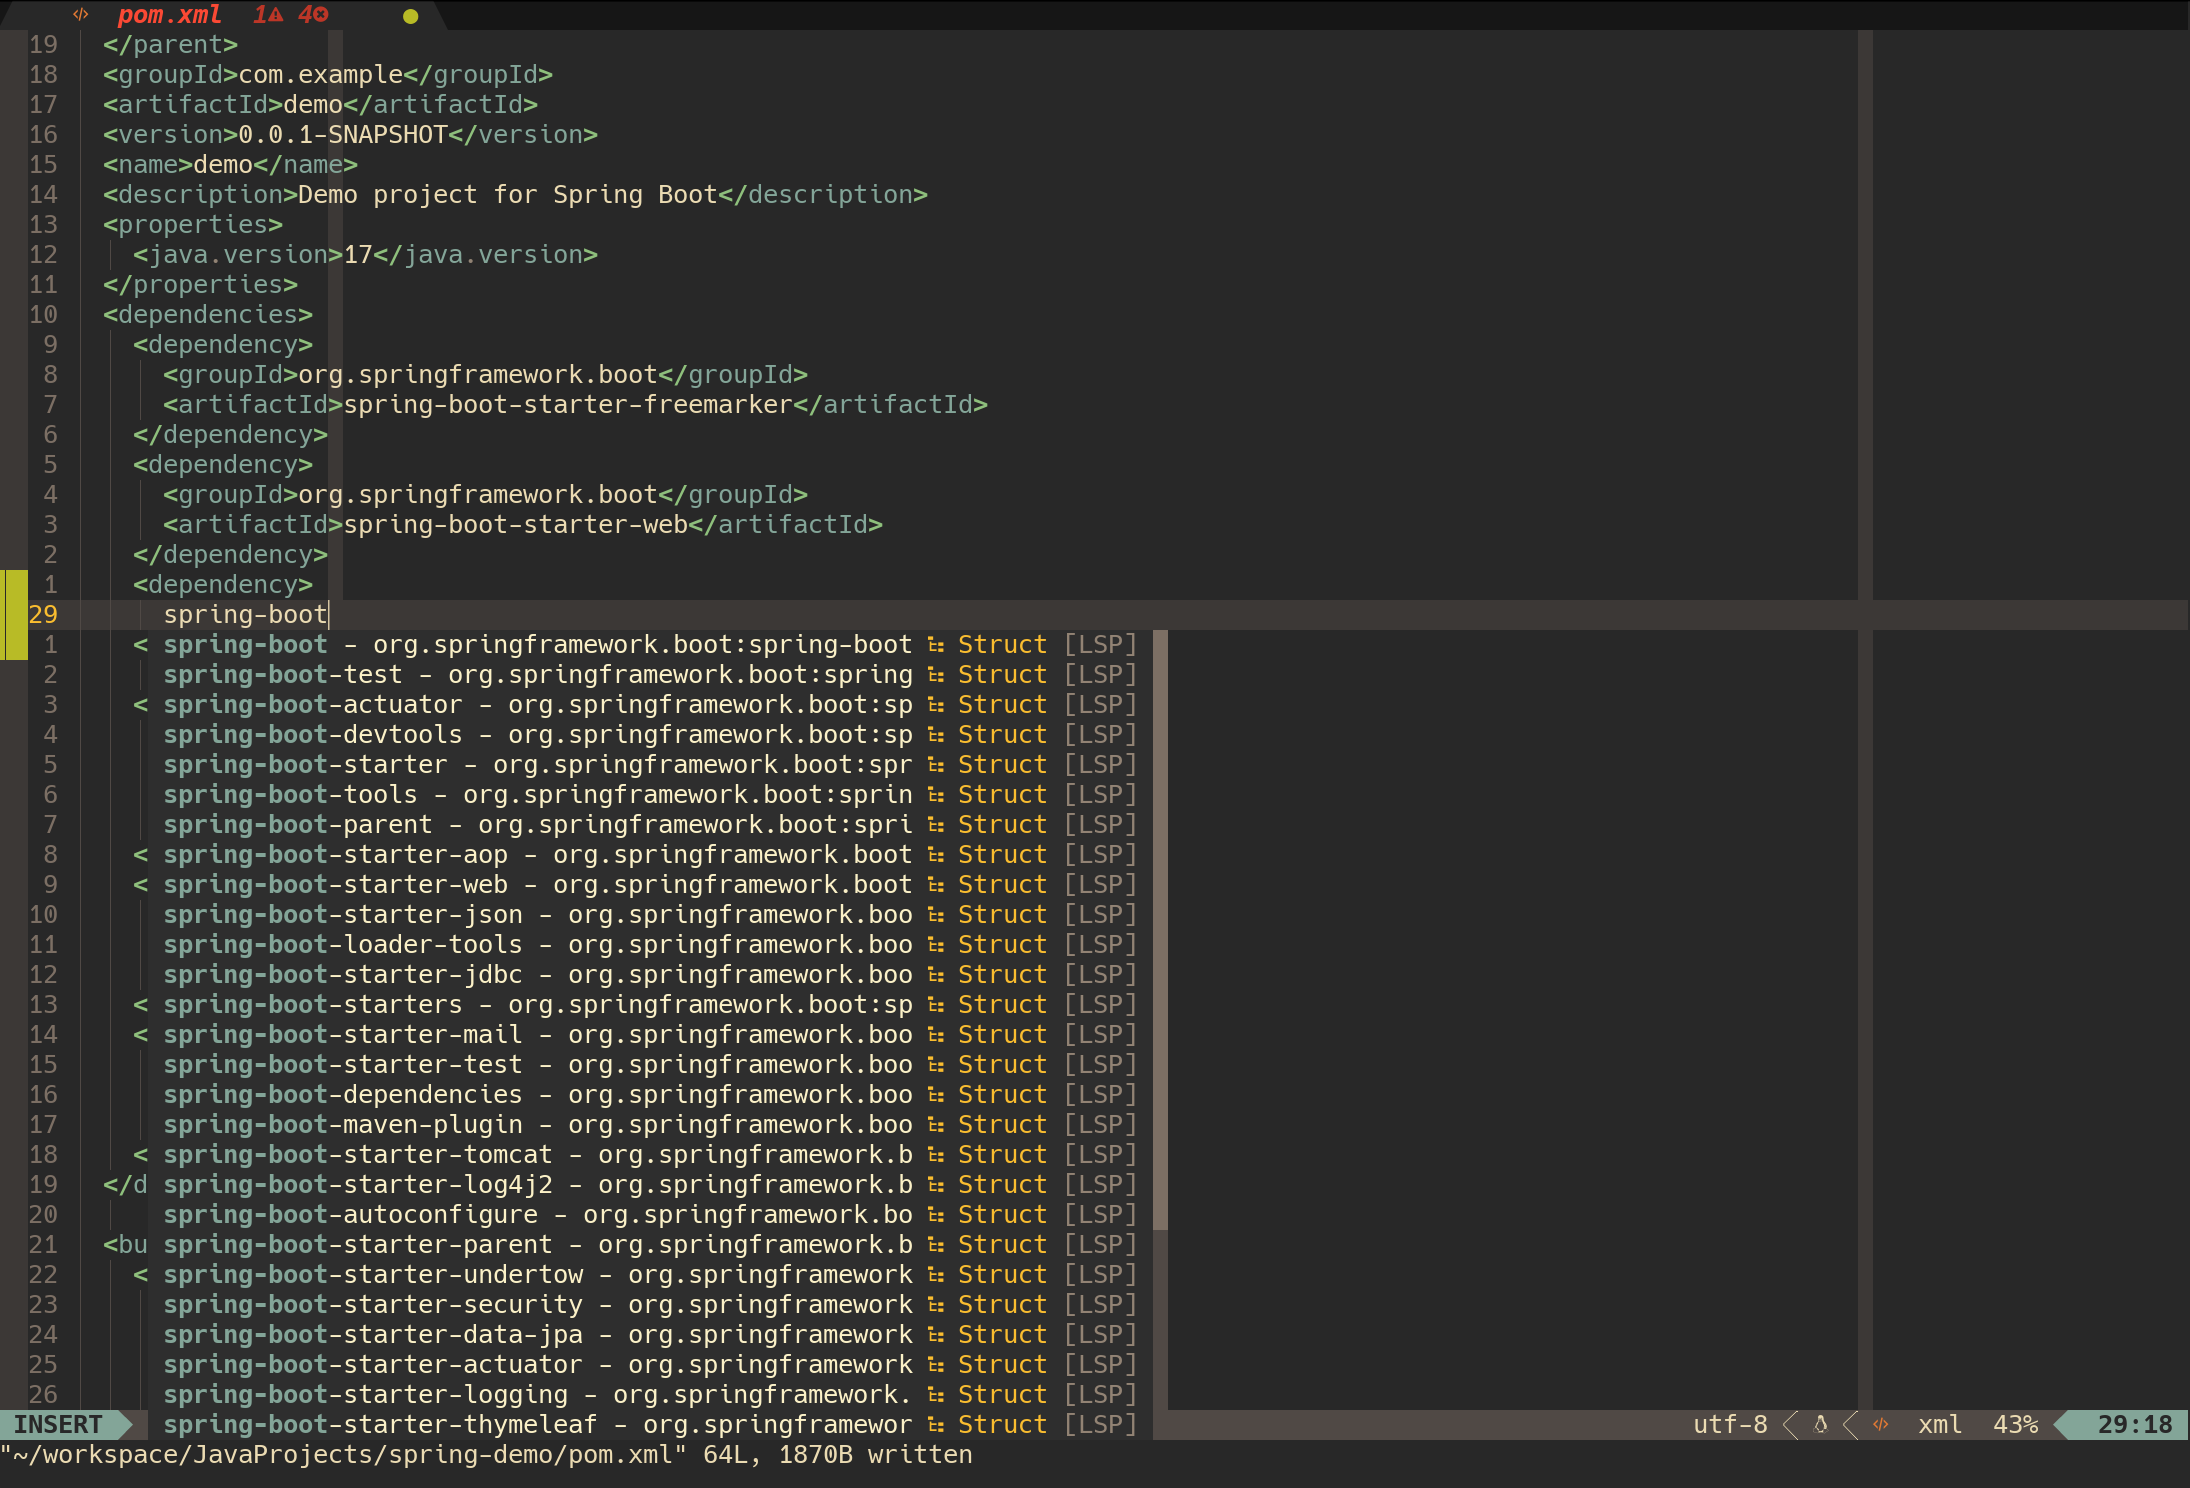 pom.xml 1 4
19 </parent>
18 <groupId>com.example</groupId>
17 <artifactId>demo</artifactId>
16 <version>0.0.1-SNAPSHOT</version>
15 <name>demo</name>
14 <description>Demo project for Spring Boot</description>
13 <properties>
12 <java.version>17</java.version>
11 </properties>
10 <dependencies>
9 <dependency>
8 <groupId>org.springframework.boot</groupId>
7 <artifactId>spring-boot-starter-freemarker</artifactId>
6 </dependency>
5 <dependency>
4 <groupId>org.springframework.boot</groupId>
3 <artifactId>spring-boot-starter-web</artifactId>
2 </dependency>
1 <dependency>
29 spring-boot
1 < spring-boot - org.springframework.boot:spring-boot Struct [LSP]
2 spring-boot-test - org.springframework.boot:spring Struct [LSP]
3 < spring-boot-actuator - org.springframework.boot:sp Struct [LSP]
4 spring-boot-devtools - org.springframework.boot:sp Struct [LSP]
5 spring-boot-starter - org.springframework.boot:spr Struct [LSP]
6 spring-boot-tools - org.springframework.boot:sprin Struct [LSP]
7 spring-boot-parent - org.springframework.boot:spri Struct [LSP]
8 < spring-boot-starter-aop - org.springframework.boot Struct [LSP]
9 < spring-boot-starter-web - org.springframework.boot Struct [LSP]
10 spring-boot-starter-json - org.springframework.boo Struct [LSP]
11 spring-boot-loader-tools - org.springframework.boo Struct [LSP]
12 spring-boot-starter-jdbc - org.springframework.boo Struct [LSP]
13 < spring-boot-starters - org.springframework.boot:sp Struct [LSP]
14 < spring-boot-starter-mail - org.springframework.boo Struct [LSP]
15 spring-boot-starter-test - org.springframework.boo Struct [LSP]
16 spring-boot-dependencies - org.springframework.boo Struct [LSP]
17 spring-boot-maven-plugin - org.springframework.boo Struct [LSP]
18 < spring-boot-starter-tomcat - org.springframework.b Struct [LSP]
19 </d spring-boot-starter-log4j2 - org.springframework.b Struct [LSP]
20 spring-boot-autoconfigure - org.springframework.bo Struct [LSP]
21 <bu spring-boot-starter-parent - org.springframework.b Struct [LSP]
22 < spring-boot-starter-undertow - org.springframework Struct [LSP]
23 spring-boot-starter-security - org.springframework Struct [LSP]
24 spring-boot-starter-data-jpa - org.springframework Struct [LSP]
25 spring-boot-starter-actuator - org.springframework Struct [LSP]
26 spring-boot-starter-logging - org.springframework. Struct [LSP]
INSERT spring-boot-starter-thymeleaf - org.springframewor Struct [LSP] utf-8 xml 43% 29:18
"~/workspace/JavaProjects/spring-demo/pom.xml" 64L, 1870B written